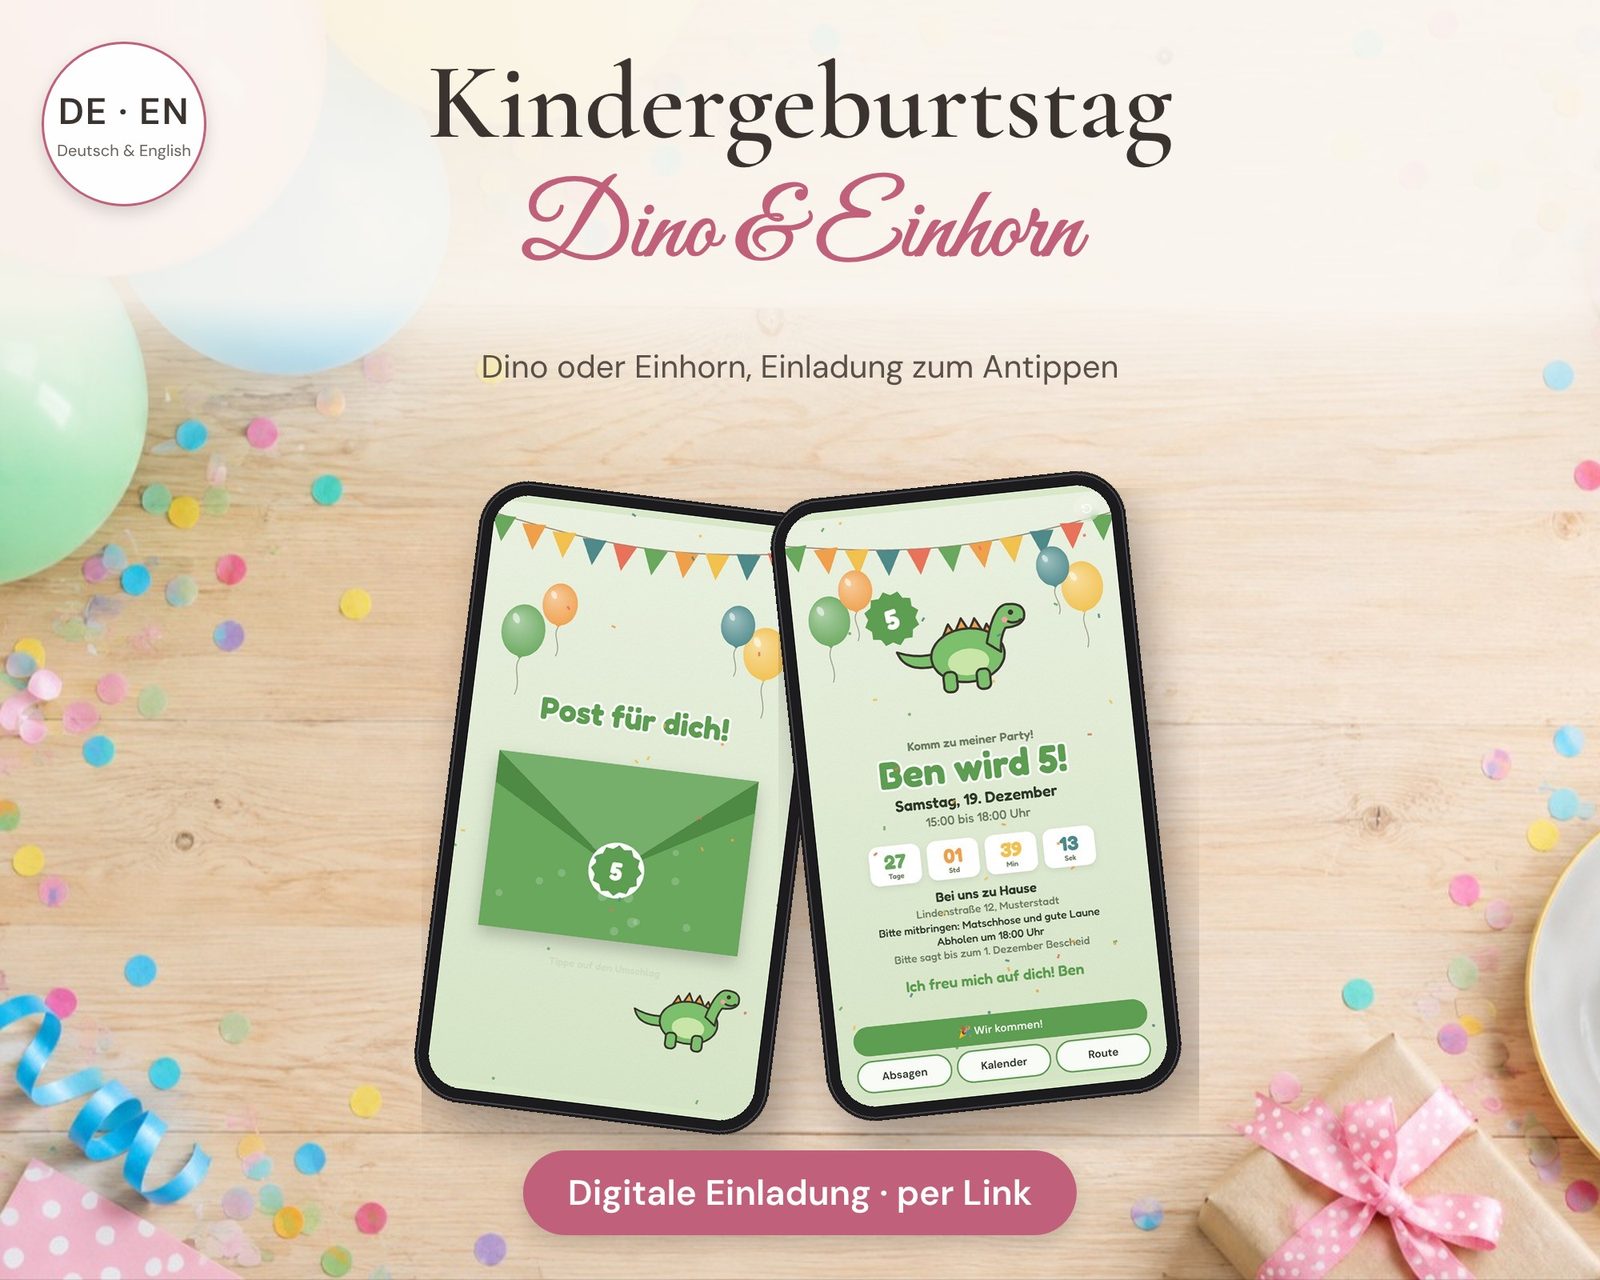 DE · EN
Deutsch & English
Kindergeburtstag
Dino & Einhorn
Dino oder Einhorn, Einladung zum Antippen
Post für dich!
5
Tippe auf den Umschlag
5
Komm zu meiner Party!
Ben wird 5!
Samstag, 19. Dezember
15:00 bis 18:00 Uhr
27 01 39 13
Tage Std Min Sek
Bei uns zu Hause
Lindenstraße 12, Musterstadt
Bitte mitbringen: Matschhose und gute Laune
Abholen um 18:00 Uhr
Bitte sagt bis zum 1. Dezember Bescheid
Ich freu mich auf dich! Ben
🎉 Wir kommen!
Absagen Kalender Route
Digitale Einladung · per Link